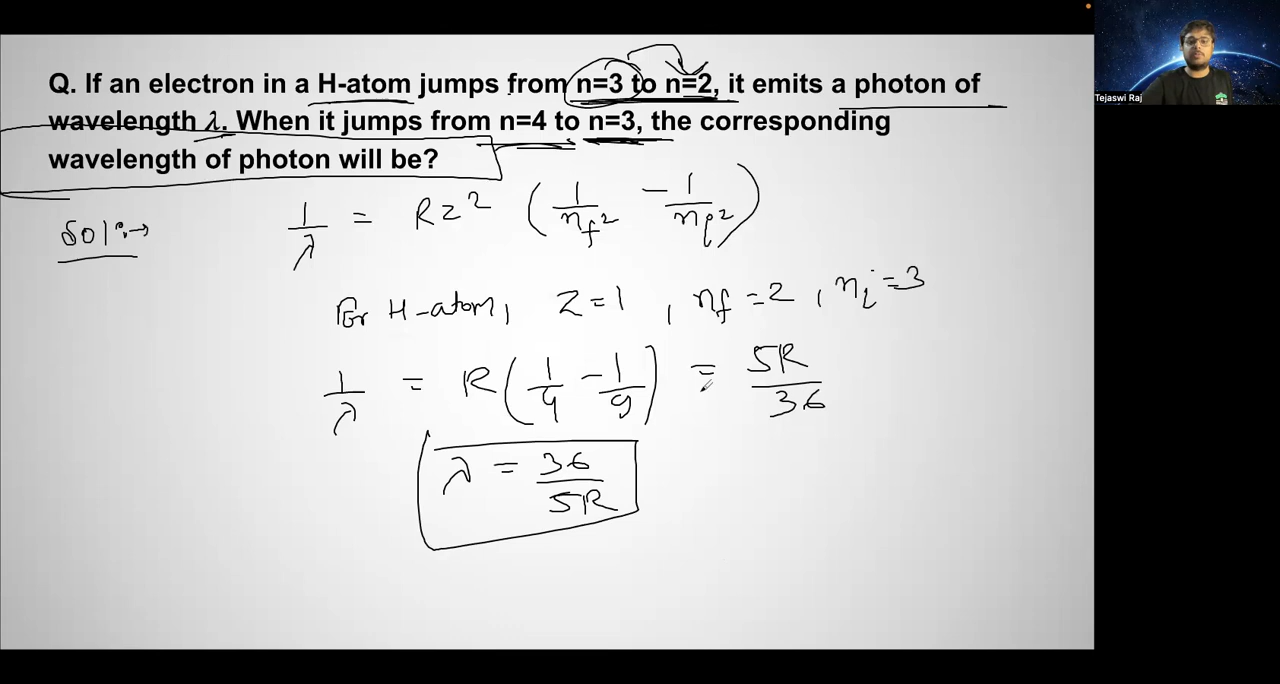 Q. If an electron in a H-atom jumps from n=3 to n=2, it emits a photon of
wavelength λ. When it jumps from n=4 to n=3, the corresponding
wavelength of photon will be?
Sol:→
1/λ = RZ² (1/nf² - 1/ni²)
For H-atom, Z=1, nf=2, ni=3
1/λ = R(1/4 - 1/9) = 5R/36
λ = 36/5R
Tejaswi Raj